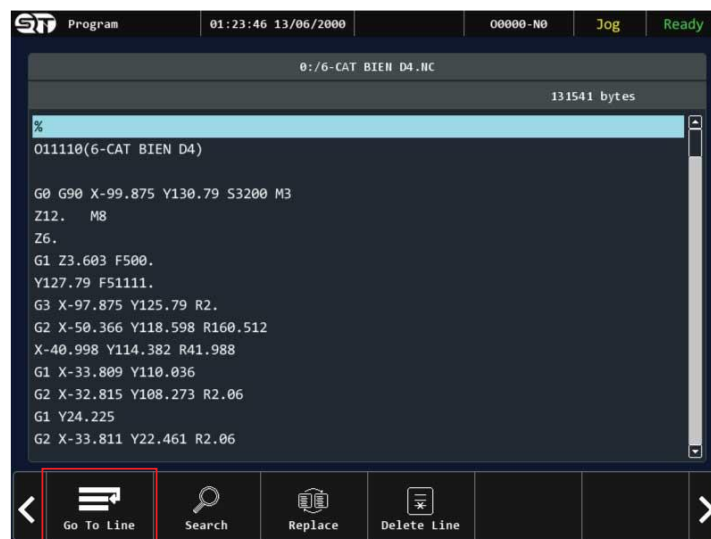 Program
01:23:46 13/06/2000
O0000-N0
Jog
Ready
0:/6-CAT BIEN D4.NC
131541 bytes
%
O11110(6-CAT BIEN D4)
G0 G90 X-99.875 Y130.79 S3200 M3
Z12. M8
Z6.
G1 Z3.603 F500.
Y127.79 F51111.
G3 X-97.875 Y125.79 R2.
G2 X-50.366 Y118.598 R160.512
X-40.998 Y114.382 R41.988
G1 X-33.809 Y110.036
G2 X-32.815 Y108.273 R2.06
G1 Y24.225
G2 X-33.811 Y22.461 R2.06
Go To Line
Search
Replace
Delete Line